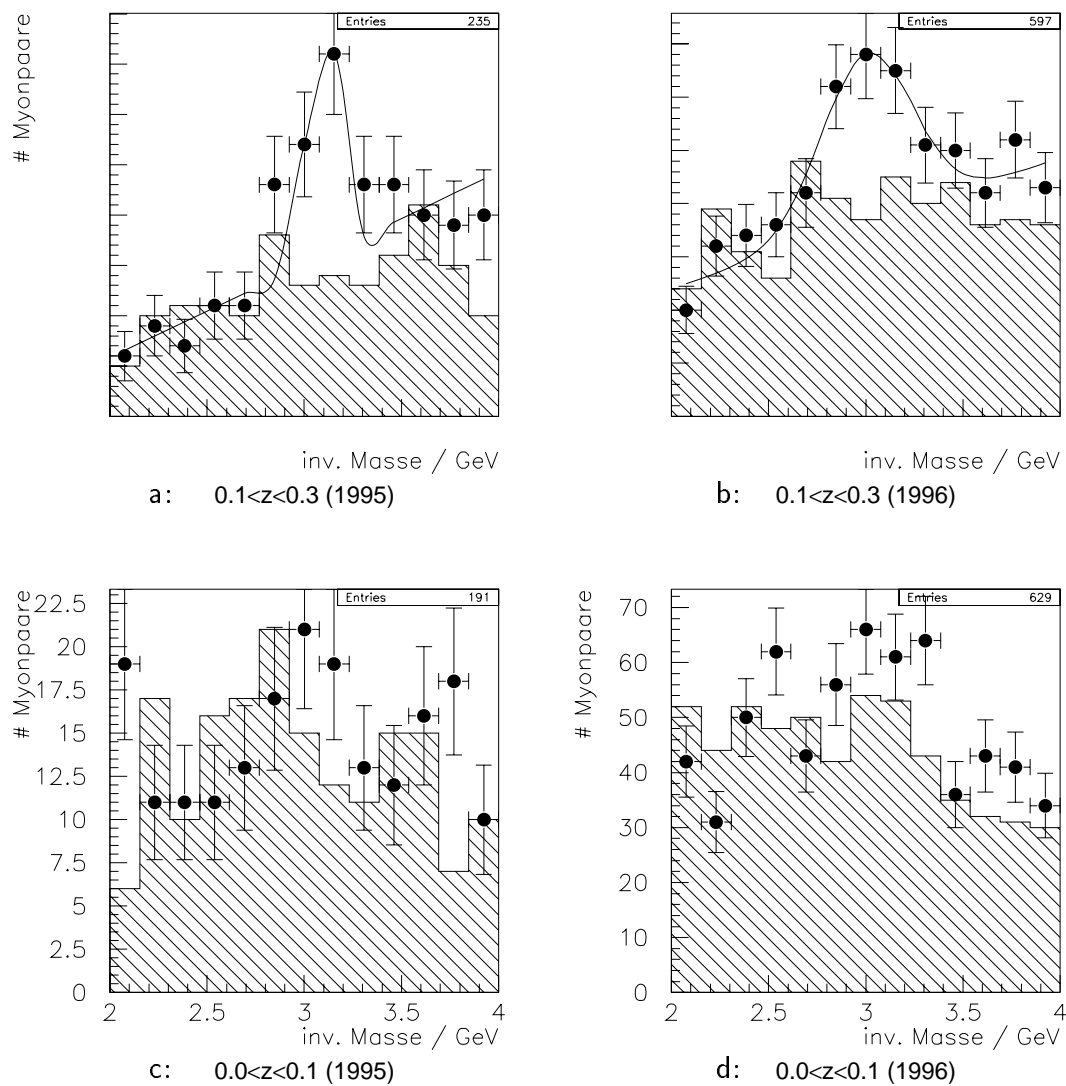 Entries 235
# Myonpaare
inv. Masse / GeV
a: 0.1<z<0.3 (1995)
Entries 597
# Myonpaare
inv. Masse / GeV
b: 0.1<z<0.3 (1996)
Entries 191
# Myonpaare
22.5
20
17.5
15
12.5
10
7.5
5
2.5
0
2 2.5 3 3.5 4
inv. Masse / GeV
c: 0.0<z<0.1 (1995)
Entries 629
# Myonpaare
70
60
50
40
30
20
10
0
2 2.5 3 3.5 4
inv. Masse / GeV
d: 0.0<z<0.1 (1996)